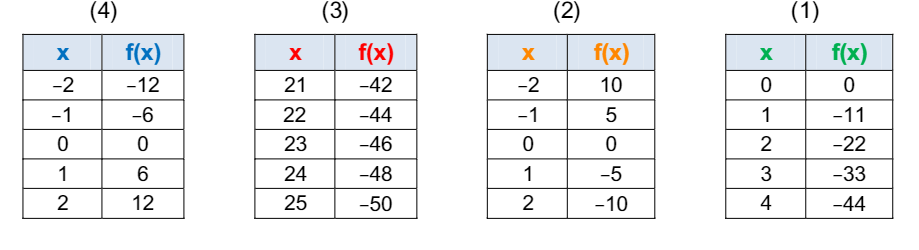 (4) (3) (2) (1)
x f(x) x f(x) x f(x) x f(x)
–2 –12 21 –42 –2 10 0 0
–1 –6 22 –44 –1 5 1 –11
0 0 23 –46 0 0 2 –22
1 6 24 –48 1 –5 3 –33
2 12 25 –50 2 –10 4 –44